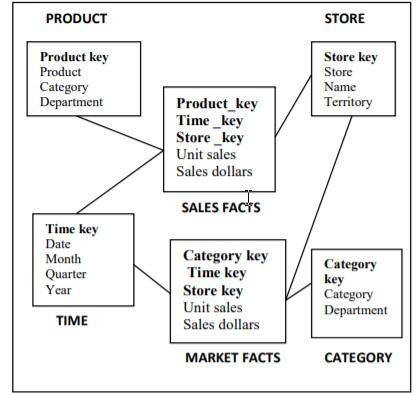 PRODUCT
STORE
Product key
Product
Category
Department
Store key
Store
Name
Territory
Product_key
Time _key
Store _key
Unit sales
Sales dollars
SALES FACTS
Time key
Date
Month
Quarter
Year
TIME
Category key
Time key
Store key
Unit sales
Sales dollars
MARKET FACTS
Category
key
Category
Department
CATEGORY